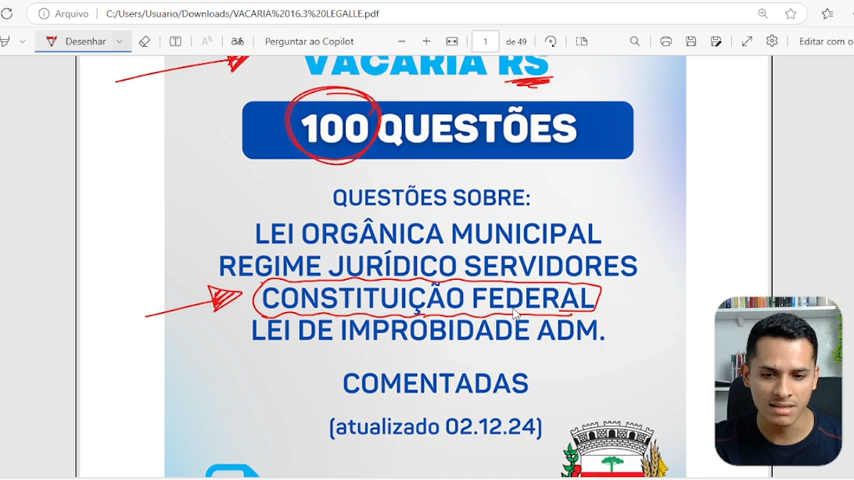 Arquivo C:/Users/Usuario/Downloads/VACARIA%2016.3%20LEGALLE.pdf
Desenhar Perguntar ao Copilot 1 de 49 Editar com o
VACARIA RS
100 QUESTÕES
QUESTÕES SOBRE:
LEI ORGÂNICA MUNICIPAL
REGIME JURÍDICO SERVIDORES
CONSTITUIÇÃO FEDERAL
LEI DE IMPROBIDADE ADM.
COMENTADAS
(atualizado 02.12.24)